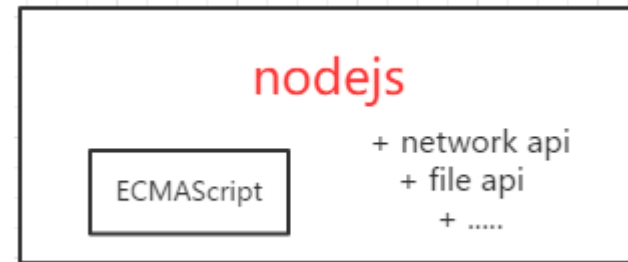 nodejs
ECMAScript
+ network api
+ file api
+ .....